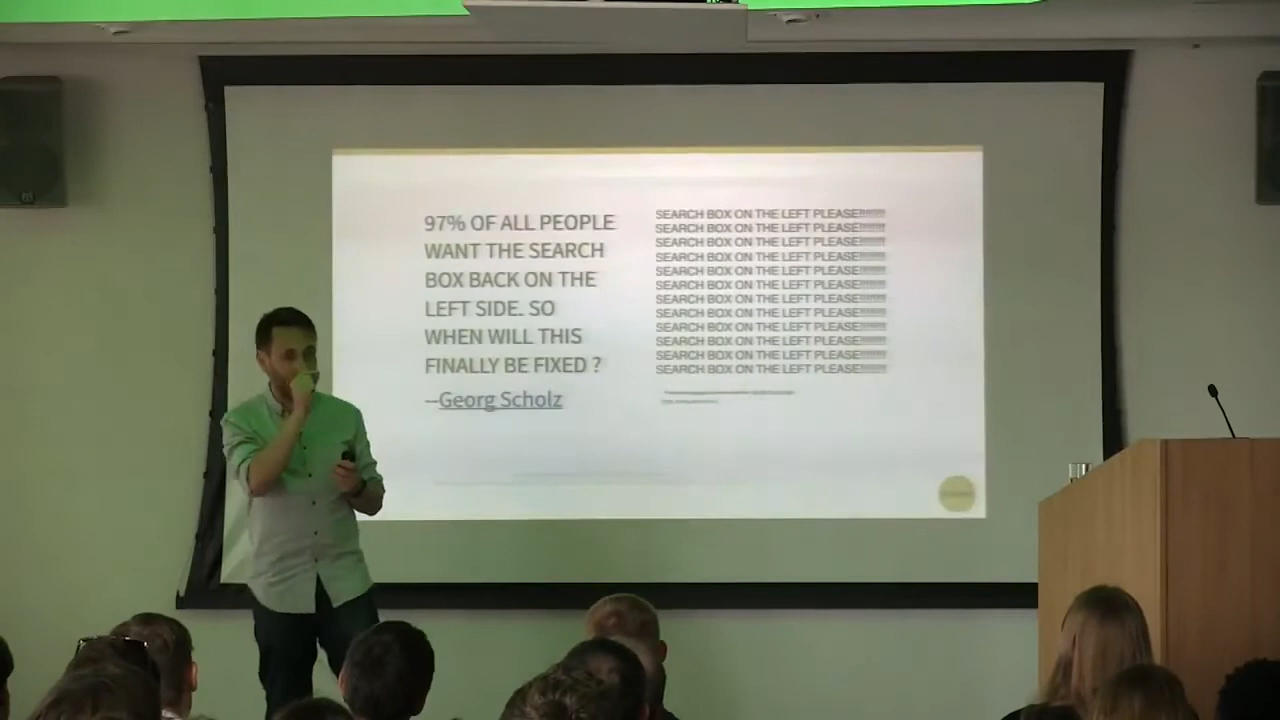 97% OF ALL PEOPLE
WANT THE SEARCH
BOX BACK ON THE
LEFT SIDE. SO
WHEN WILL THIS
FINALLY BE FIXED ?
—Georg Scholz
SEARCH BOX ON THE LEFT PLEASE!!!!!!!!!
SEARCH BOX ON THE LEFT PLEASE!!!!!!!!!
SEARCH BOX ON THE LEFT PLEASE!!!!!!!!!
SEARCH BOX ON THE LEFT PLEASE!!!!!!!!!
SEARCH BOX ON THE LEFT PLEASE!!!!!!!!!
SEARCH BOX ON THE LEFT PLEASE!!!!!!!!!
SEARCH BOX ON THE LEFT PLEASE!!!!!!!!!
SEARCH BOX ON THE LEFT PLEASE!!!!!!!!!
SEARCH BOX ON THE LEFT PLEASE!!!!!!!!!
SEARCH BOX ON THE LEFT PLEASE!!!!!!!!!
SEARCH BOX ON THE LEFT PLEASE!!!!!!!!!
SEARCH BOX ON THE LEFT PLEASE!!!!!!!!!